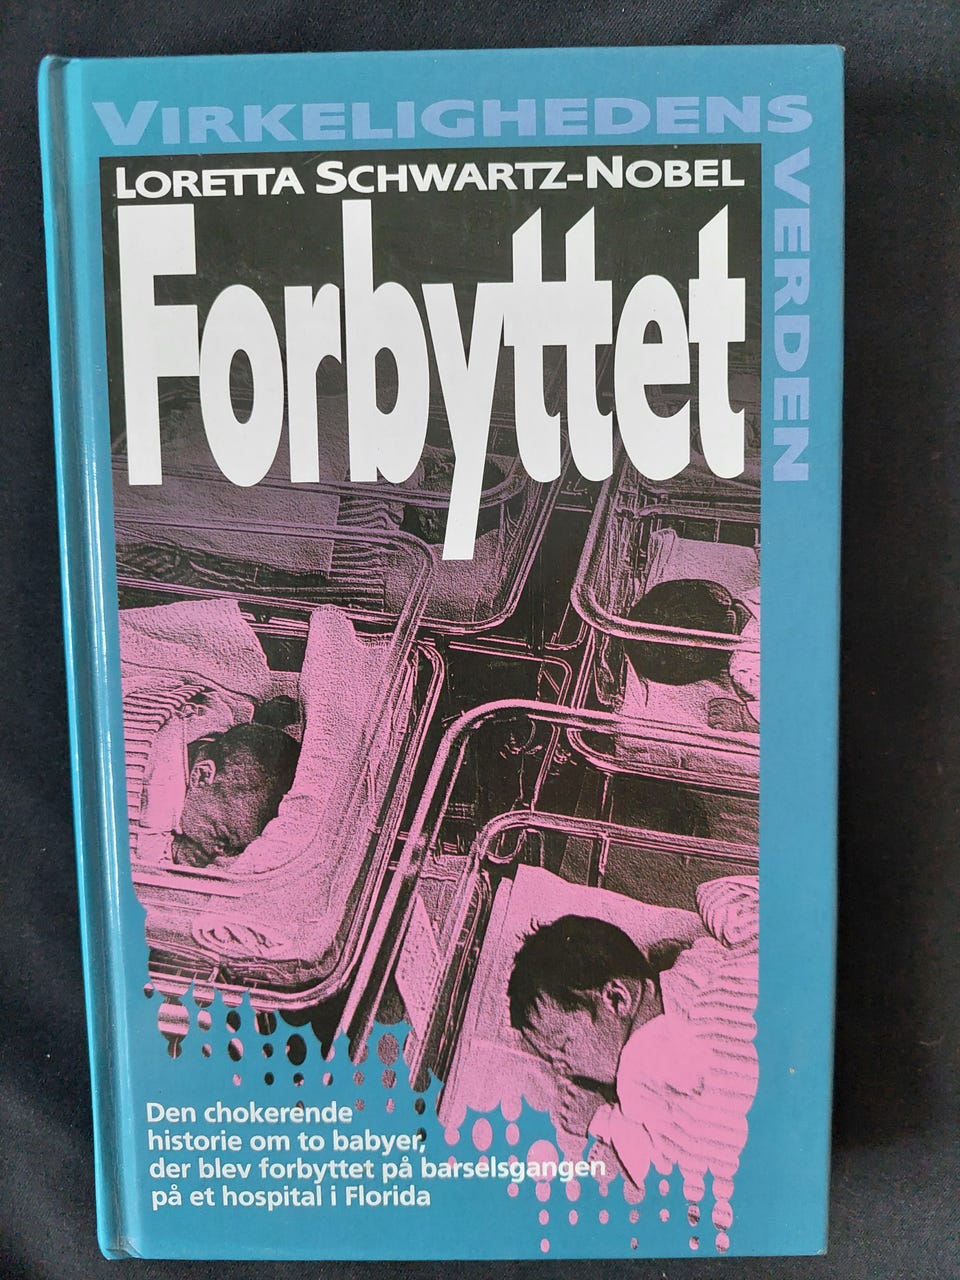 VIRKELIGHEDENS VERDEN
LORETTA SCHWARTZ-NOBEL
Forbyttet
Den chokerende
historie om to babyer,
der blev forbyttet på barselsgangen
på et hospital i Florida